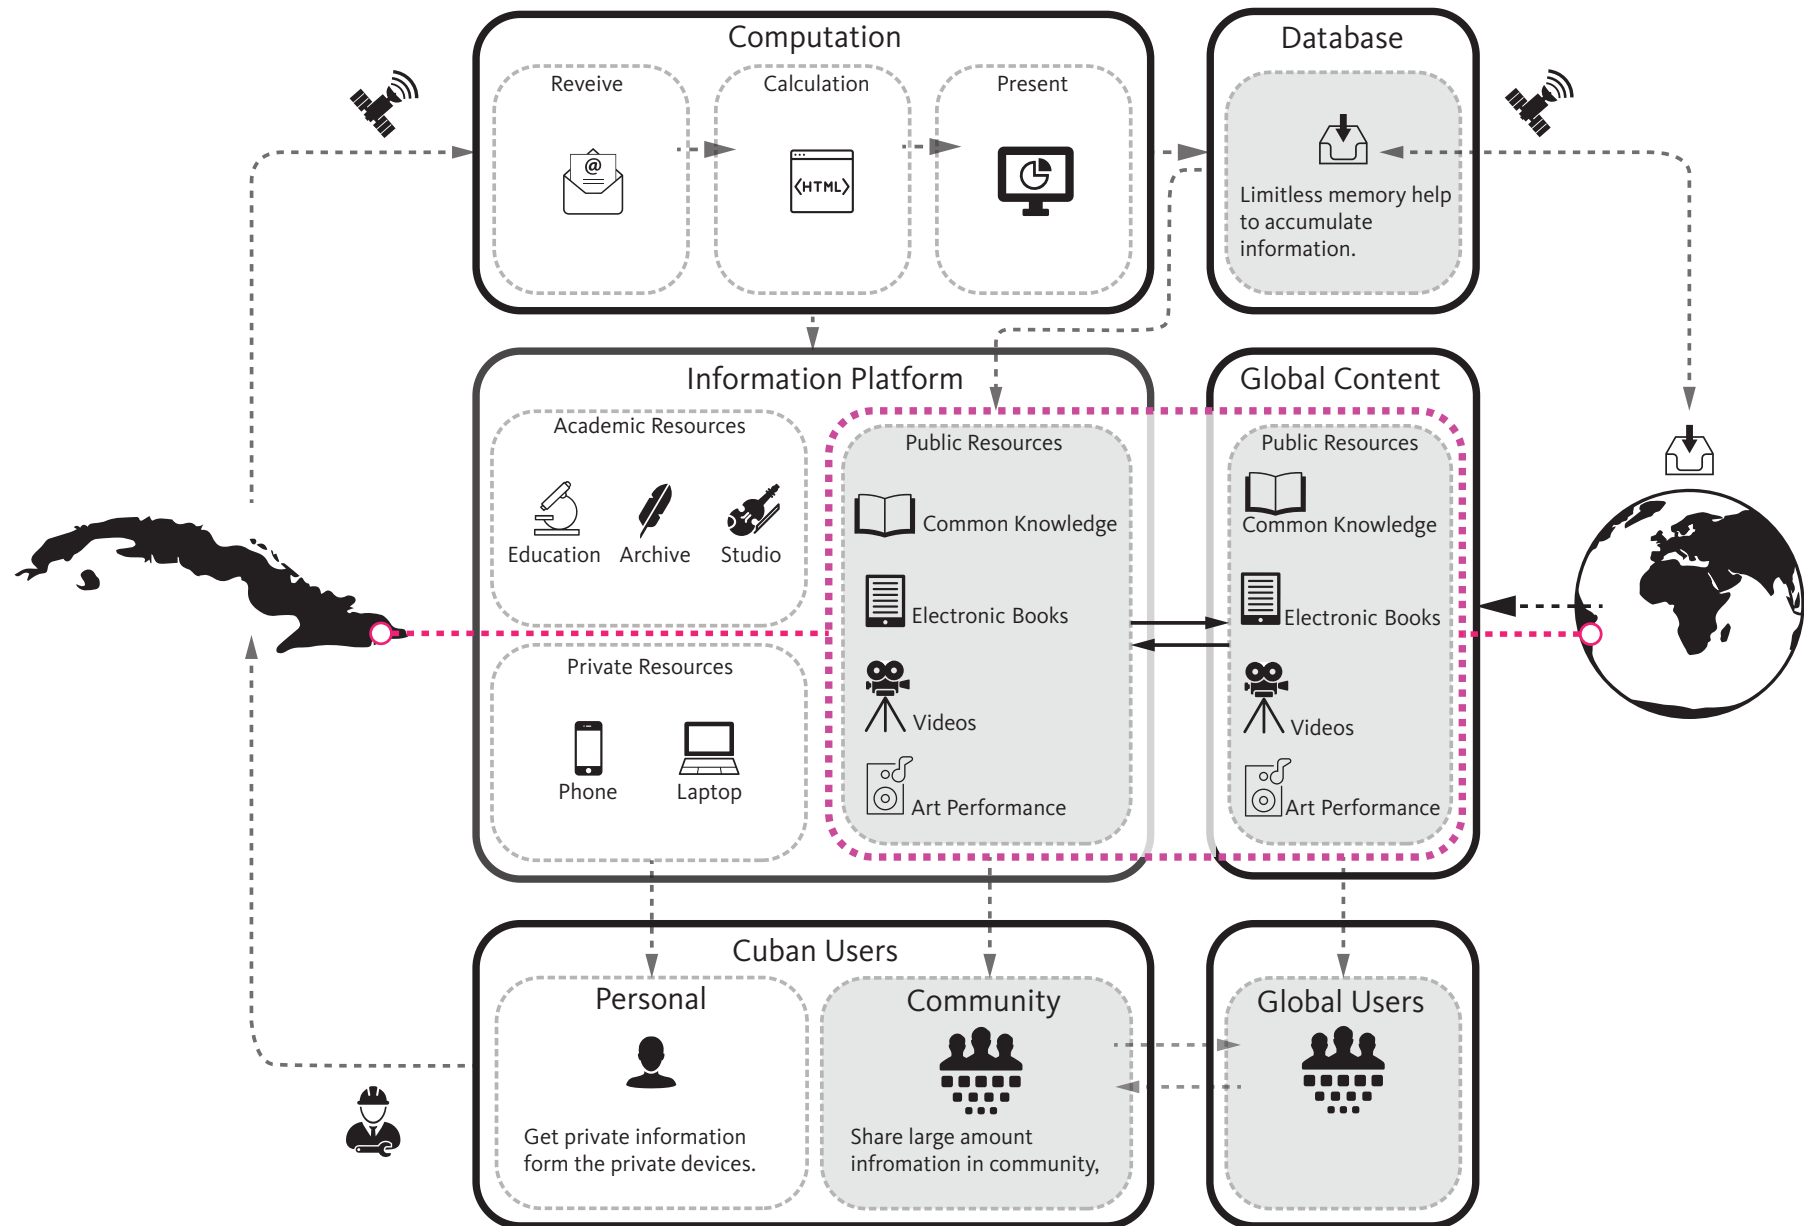 Computation
Reveive
Calculation
Present
@
<HTML>
Database
Limitless memory help
to accumulate
information.
Information Platform
Academic Resources
Education
Archive
Studio
Private Resources
Phone
Laptop
Public Resources
Common Knowledge
Electronic Books
Videos
Art Performance
Global Content
Public Resources
Common Knowledge
Electronic Books
Videos
Art Performance
Cuban Users
Personal
Get private information
form the private devices.
Community
Share large amount
infromation in community,
Global Users